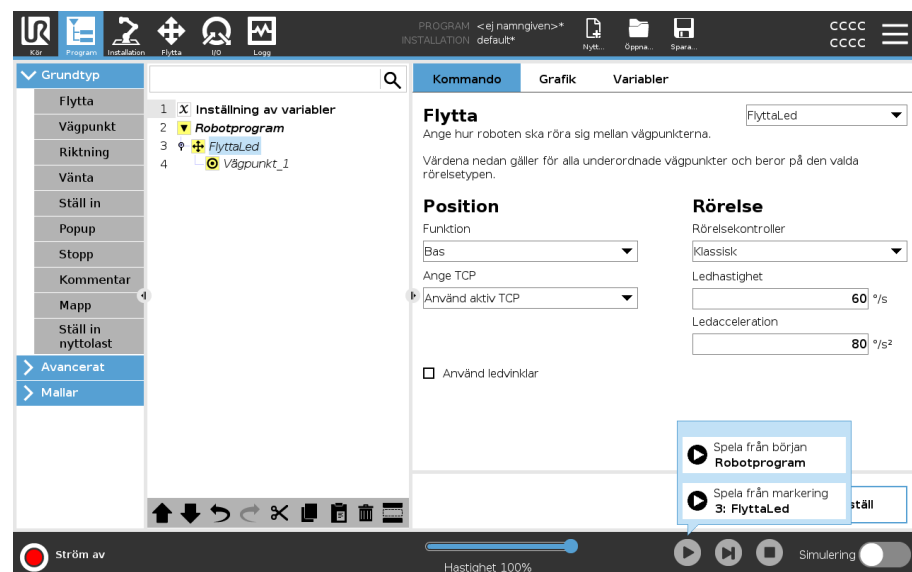 PROGRAM <ej namngiven>*
INSTALLATION default*
cccc
cccc
Kör
Program
Installation
Flytta
I/O
Logg
Nytt...
Öppna...
Spara...
Grundtyp
Flytta
Vägpunkt
Riktning
Vänta
Ställ in
Popup
Stopp
Kommentar
Mapp
Ställ in
nyttolast
Avancerat
Mallar
1 x Inställning av variabler
2 Robotprogram
3 FlyttaLed
4 Vägpunkt_1
Kommando Grafik Variabler
Flytta
FlyttaLed
Ange hur roboten ska röra sig mellan vägpunkterna.
Värdena nedan gäller för alla underordnade vägpunkter och beror på den valda
rörelsetypen.
Position
Funktion
Bas
Ange TCP
Använd aktiv TCP
Använd ledvinklar
Rörelse
Rörelsekontroller
Klassisk
Ledhastighet
60 °/s
Ledacceleration
80 °/s²
Spela från början
Robotprogram
Spela från markering
3: FlyttaLed
ställ
Ström av
Hastighet 100%
Simulering